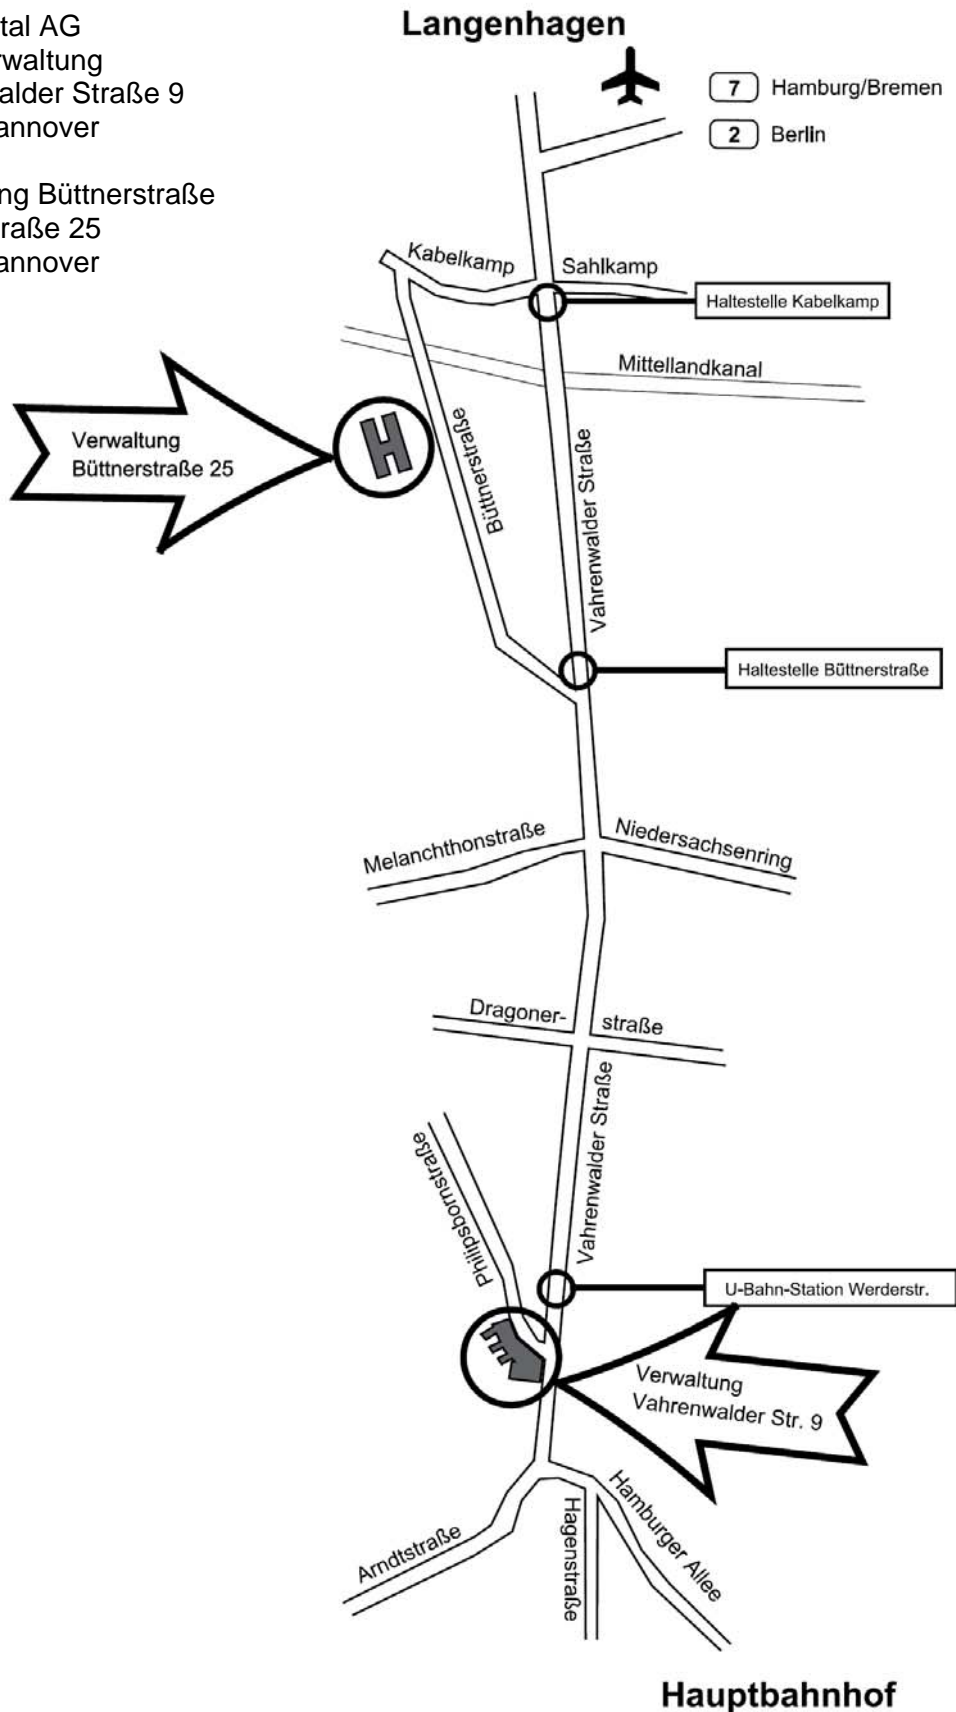 tal AG
rwaltung
alder Straße 9
annover
ng Büttnerstraße
traße 25
annover
Langenhagen
7 Hamburg/Bremen
2 Berlin
Kabelkamp
Sahlkamp
Haltestelle Kabelkamp
Mittellandkanal
Verwaltung
Büttnerstraße 25
Büttnerstraße
Vahrenwalder Straße
Haltestelle Büttnerstraße
Melanchthonstraße
Niedersachsenring
Dragoner- straße
Vahrenwalder Straße
Philipsbornstraße
U-Bahn-Station Werderstr.
Verwaltung
Vahrenwalder Str. 9
Arndtstraße
Hagenstraße
Hamburger Allee
Hauptbahnhof